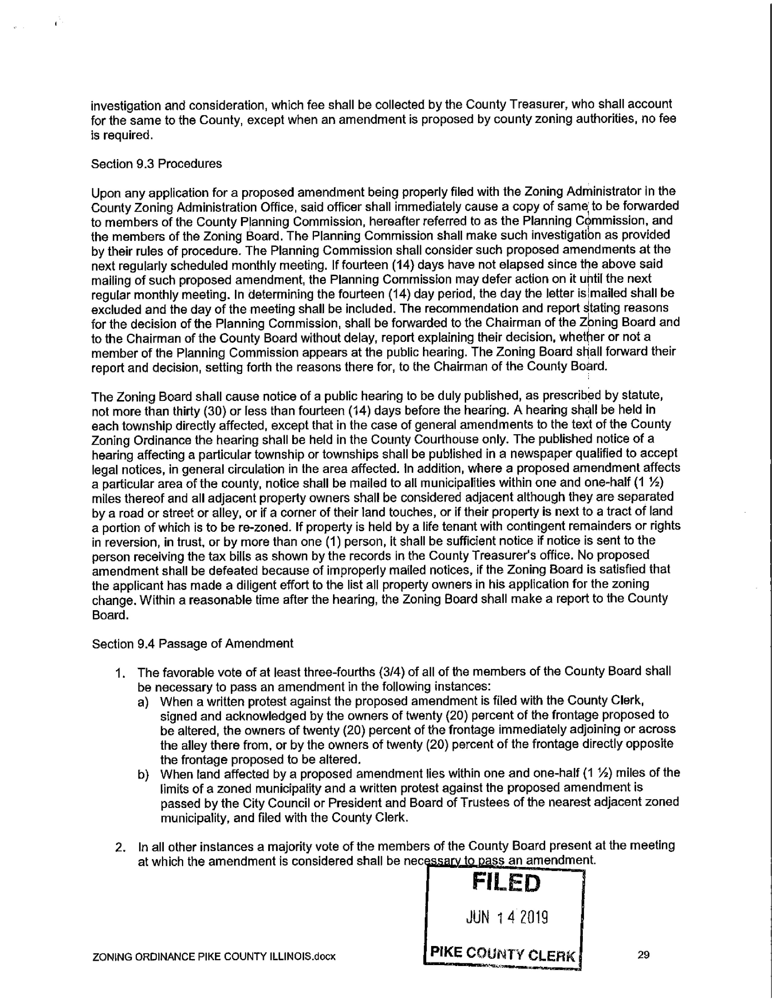 investigation and consideration, which fee shall be collected by the County Treasurer, who shall account
for the same to the County, except when an amendment is proposed by county zoning authorities, no fee
is required.
Section 9.3 Procedures
Upon any application for a proposed amendment being properly filed with the Zoning Administrator in the
County Zoning Administration Office, said officer shall immediately cause a copy of same to be forwarded
to members of the County Planning Commission, hereafter referred to as the Planning Commission, and
the members of the Zoning Board. The Planning Commission shall make such investigation as provided
by their rules of procedure. The Planning Commission shall consider such proposed amendments at the
next regularly scheduled monthly meeting. If fourteen (14) days have not elapsed since the above said
mailing of such proposed amendment, the Planning Commission may defer action on it until the next
regular monthly meeting. In determining the fourteen (14) day period, the day the letter is mailed shall be
excluded and the day of the meeting shall be included. The recommendation and report stating reasons
for the decision of the Planning Commission, shall be forwarded to the Chairman of the Zoning Board and
to the Chairman of the County Board without delay, report explaining their decision, whether or not a
member of the Planning Commission appears at the public hearing. The Zoning Board shall forward their
report and decision, setting forth the reasons there for, to the Chairman of the County Board.
The Zoning Board shall cause notice of a public hearing to be duly published, as prescribed by statute,
not more than thirty (30) or less than fourteen (14) days before the hearing. A hearing shall be held in
each township directly affected, except that in the case of general amendments to the text of the County
Zoning Ordinance the hearing shall be held in the County Courthouse only. The published notice of a
hearing affecting a particular township or townships shall be published in a newspaper qualified to accept
legal notices, in general circulation in the area affected. In addition, where a proposed amendment affects
a particular area of the county, notice shall be mailed to all municipalities within one and one-half (1 ½)
miles thereof and all adjacent property owners shall be considered adjacent although they are separated
by a road or street or alley, or if a corner of their land touches, or if their property is next to a tract of land
a portion of which is to be re-zoned. If property is held by a life tenant with contingent remainders or rights
in reversion, in trust, or by more than one (1) person, it shall be sufficient notice if notice is sent to the
person receiving the tax bills as shown by the records in the County Treasurer's office. No proposed
amendment shall be defeated because of improperly mailed notices, if the Zoning Board is satisfied that
the applicant has made a diligent effort to the list all property owners in his application for the zoning
change. Within a reasonable time after the hearing, the Zoning Board shall make a report to the County
Board.
Section 9.4 Passage of Amendment
1. The favorable vote of at least three-fourths (3/4) of all of the members of the County Board shall
be necessary to pass an amendment in the following instances:
a) When a written protest against the proposed amendment is filed with the County Clerk,
signed and acknowledged by the owners of twenty (20) percent of the frontage proposed to
be altered, the owners of twenty (20) percent of the frontage immediately adjoining or across
the alley there from, or by the owners of twenty (20) percent of the frontage directly opposite
the frontage proposed to be altered.
b) When land affected by a proposed amendment lies within one and one-half (1 ½) miles of the
limits of a zoned municipality and a written protest against the proposed amendment is
passed by the City Council or President and Board of Trustees of the nearest adjacent zoned
municipality, and filed with the County Clerk.
2. In all other instances a majority vote of the members of the County Board present at the meeting
at which the amendment is considered shall be necessary to pass an amendment.
FILED
JUN 14 2019
PIKE COUNTY CLERK
ZONING ORDINANCE PIKE COUNTY ILLINOIS.docx
29